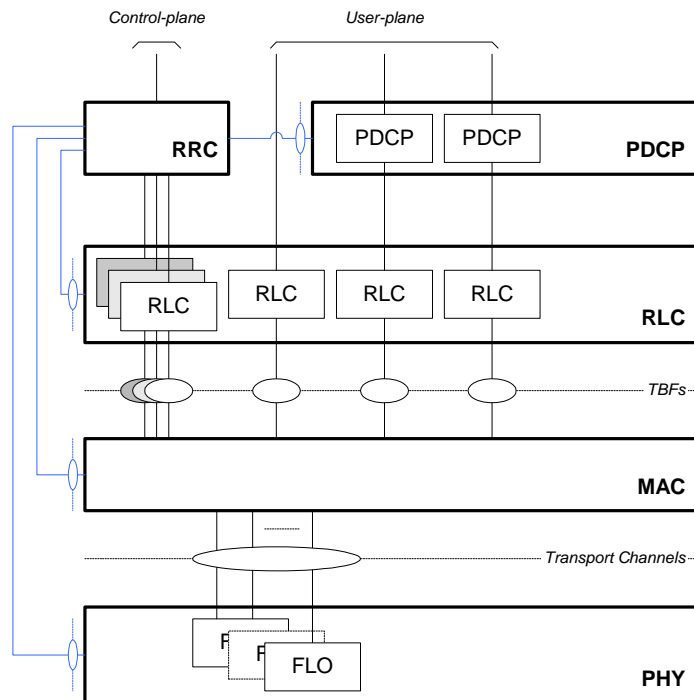 Control-plane
User-plane
PDCP
PDCP
RRC
PDCP
RLC
RLC
RLC
RLC
RLC
TBFs
MAC
Transport Channels
F
F
FLO
PHY